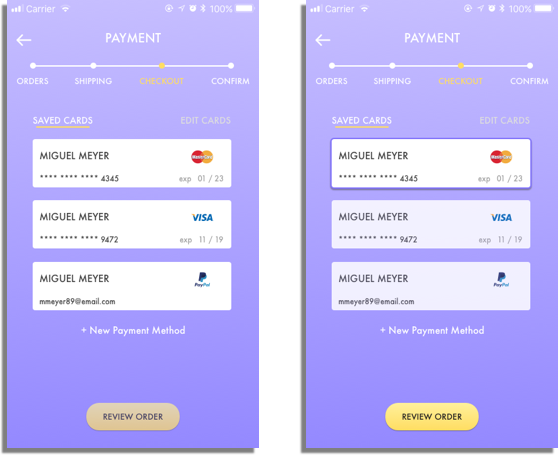 Carrier 100%
PAYMENT
ORDERS SHIPPING CHECKOUT CONFIRM
SAVED CARDS EDIT CARDS
MIGUEL MEYER MasterCard
**** **** **** 4345 exp 01 / 23
MIGUEL MEYER VISA
**** **** **** 9472 exp 11 / 19
MIGUEL MEYER PayPal
mmeyer89@email.com
+ New Payment Method
REVIEW ORDER
Carrier 100%
PAYMENT
ORDERS SHIPPING CHECKOUT CONFIRM
SAVED CARDS EDIT CARDS
MIGUEL MEYER MasterCard
**** **** **** 4345 exp 01 / 23
MIGUEL MEYER VISA
**** **** **** 9472 exp 11 / 19
MIGUEL MEYER PayPal
mmeyer89@email.com
+ New Payment Method
REVIEW ORDER